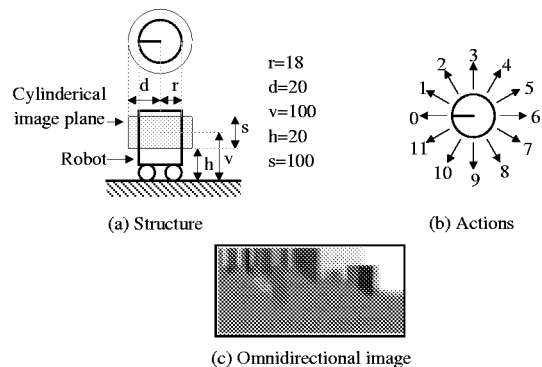 d r
Cylinderical
image plane
Robot
s
h v
r=18
d=20
v=100
h=20
s=100
(a) Structure
0 1 2 3 4 5 6 7 8 9 10 11
(b) Actions
(c) Omnidirectional image